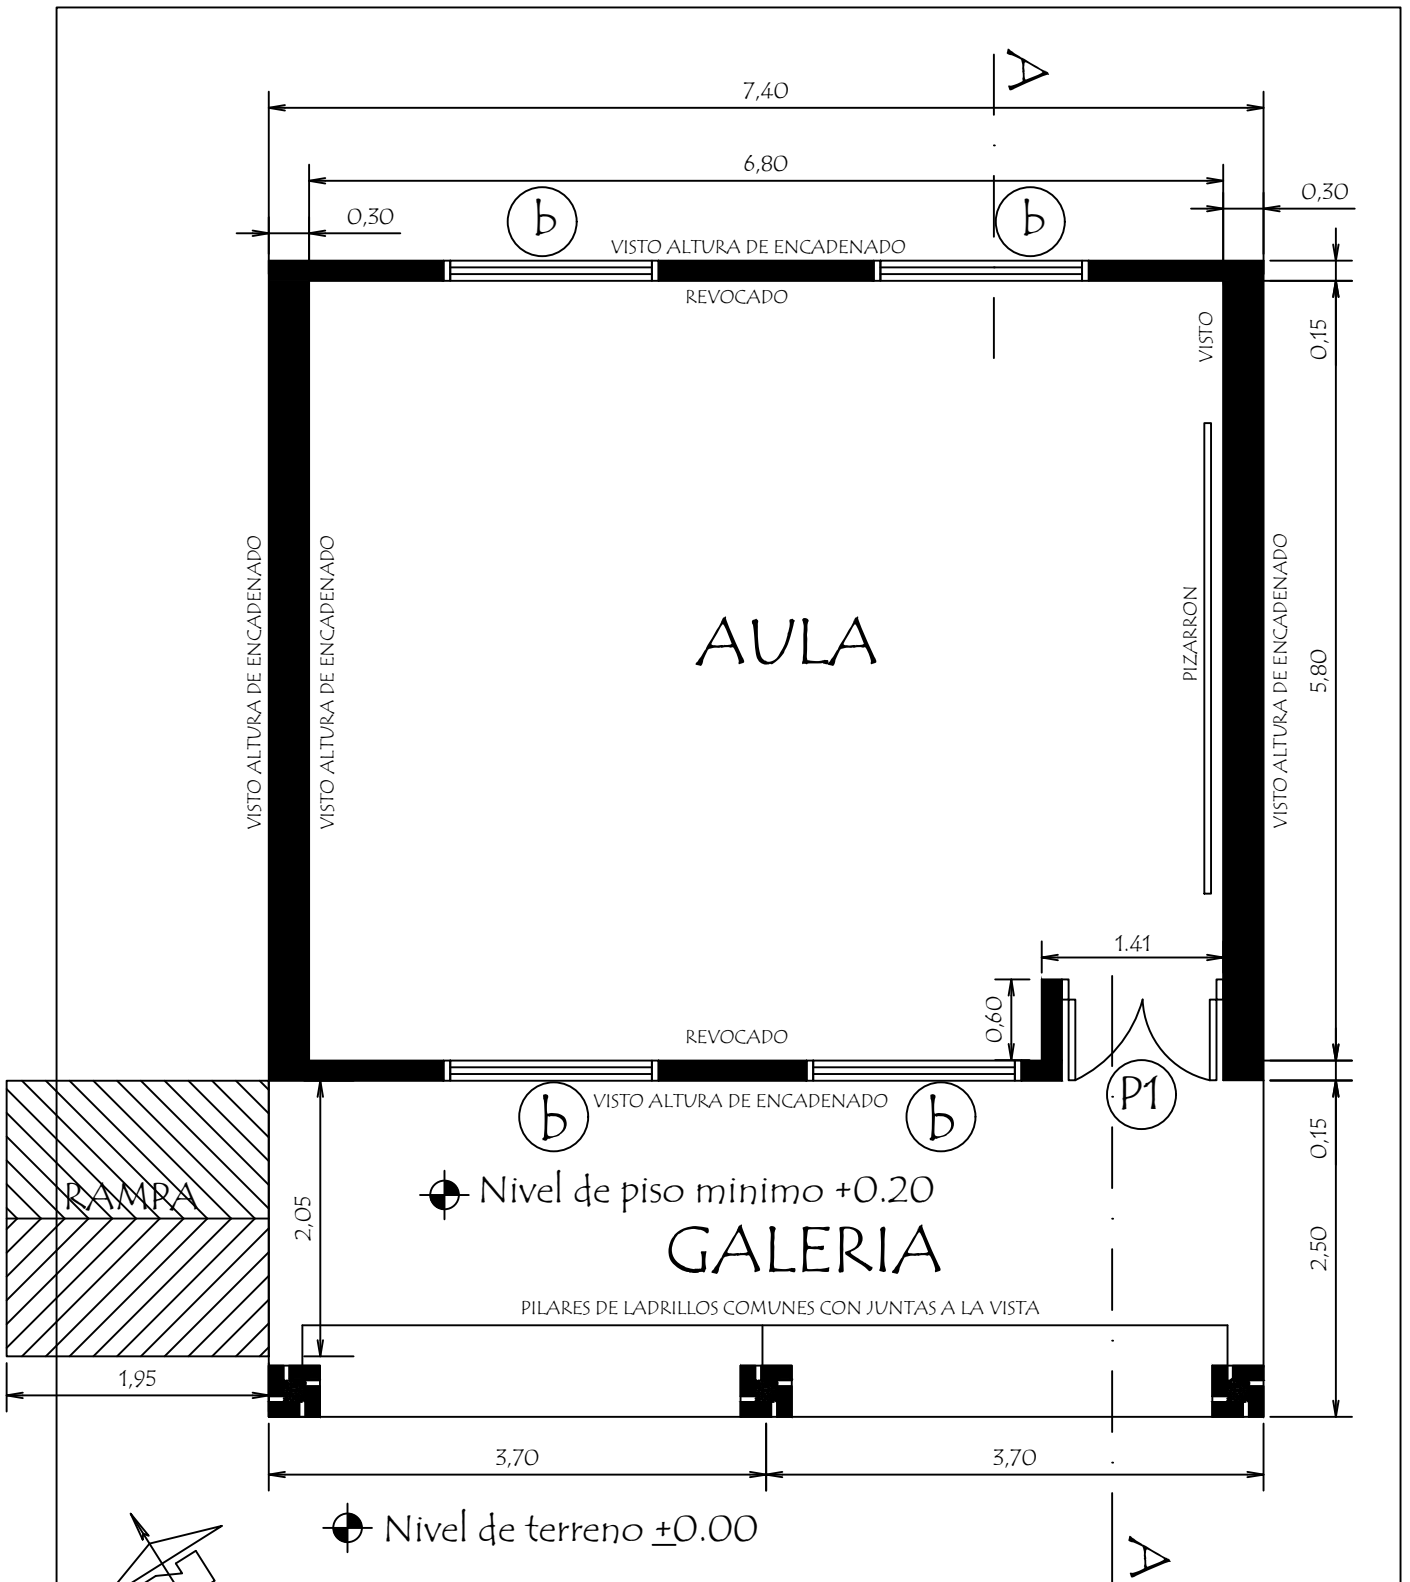 A
7,40
6,80
0,30
0,30
b
b
VISTO ALTURA DE ENCADENADO
REVOCADO
VISTO
0,15
VISTO ALTURA DE ENCADENADO
VISTO ALTURA DE ENCADENADO
AULA
PIZARRON
VISTO ALTURA DE ENCADENADO
5,80
1.41
0,60
REVOCADO
b
VISTO ALTURA DE ENCADENADO
b
P1
0,15
RAMPA
2,05
Nivel de piso minimo +0.20
GALERIA
2,50
PILARES DE LADRILLOS COMUNES CON JUNTAS A LA VISTA
1,95
3,70
3,70
Nivel de terreno ±0.00
A